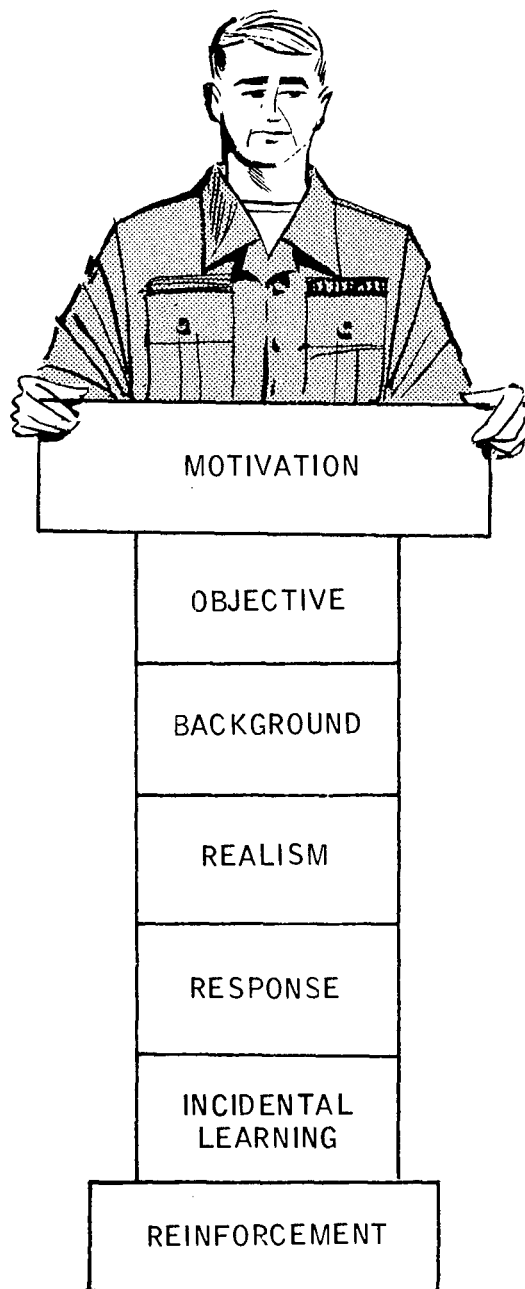 MOTIVATION
OBJECTIVE
BACKGROUND
REALISM
RESPONSE
INCIDENTAL
LEARNING
REINFORCEMENT